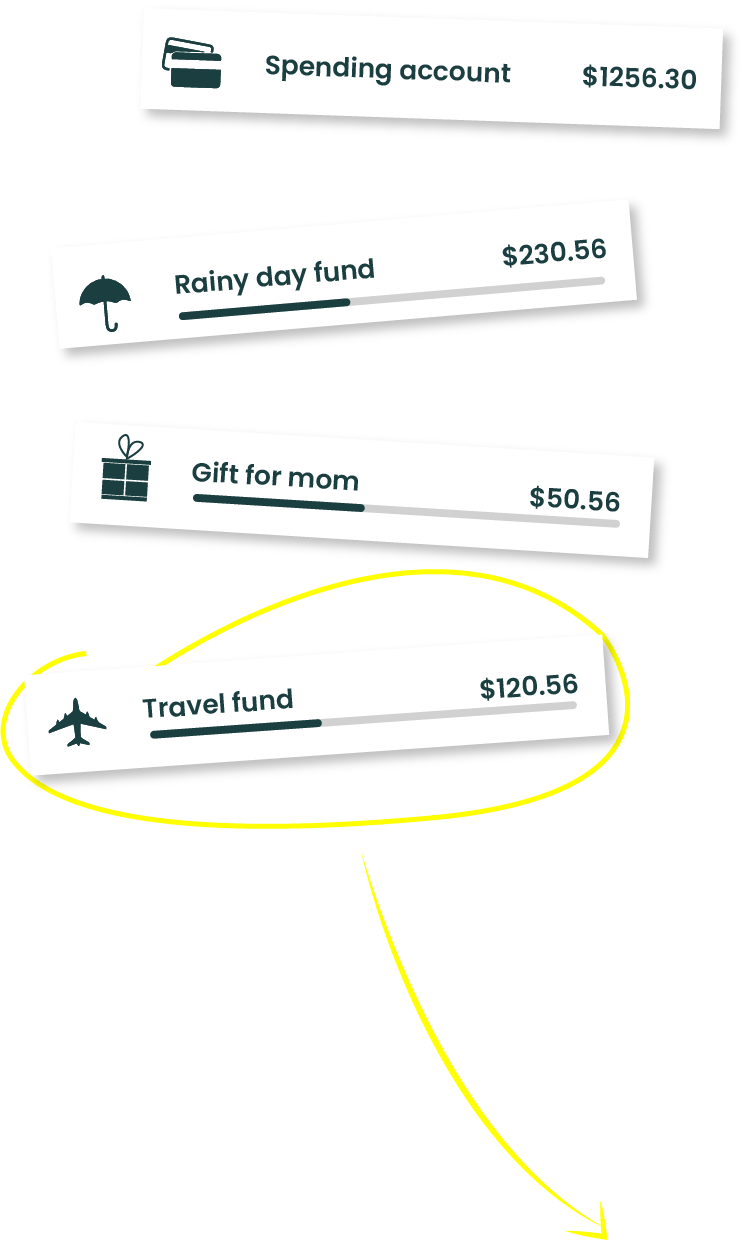 Spending account $1256.30
Rainy day fund $230.56
Gift for mom $50.56
Travel fund $120.56